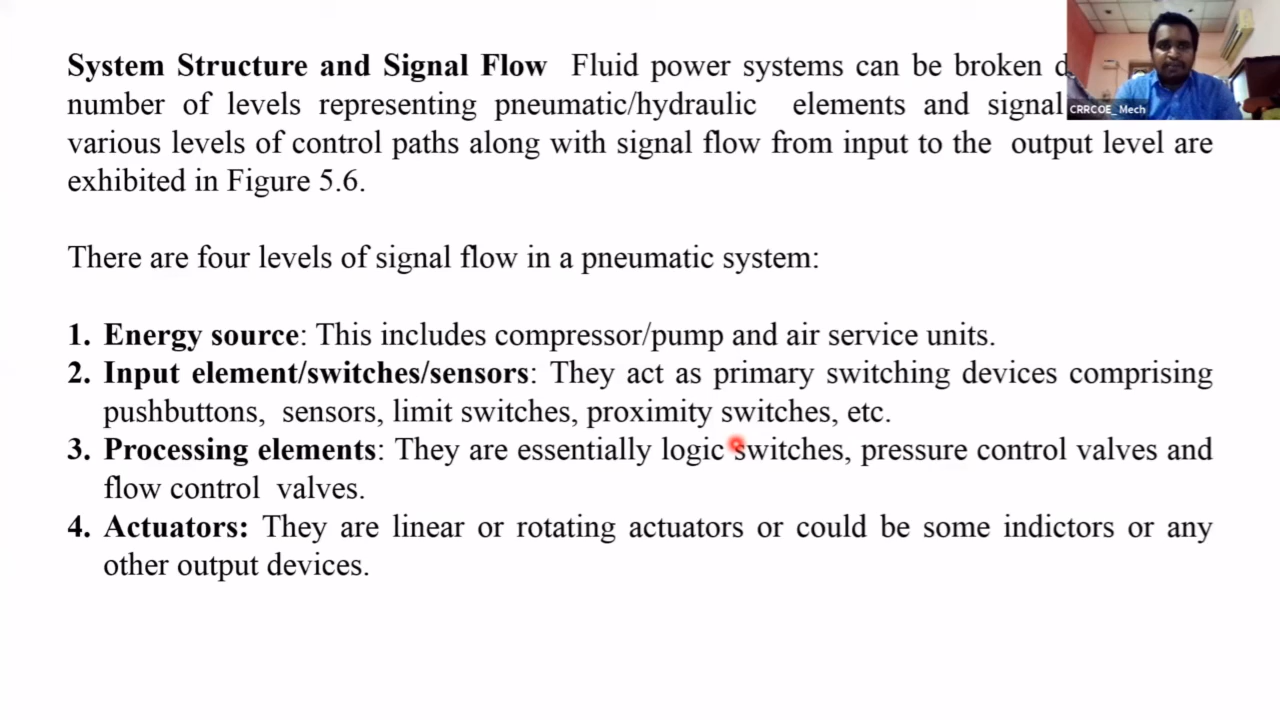 System Structure and Signal Flow Fluid power systems can be broken
number of levels representing pneumatic/hydraulic elements and signal
CRRCOE_ Mech
various levels of control paths along with signal flow from input to the output level are
exhibited in Figure 5.6.
There are four levels of signal flow in a pneumatic system:
1. Energy source: This includes compressor/pump and air service units.
2. Input element/switches/sensors: They act as primary switching devices comprising
pushbuttons, sensors, limit switches, proximity switches, etc.
3. Processing elements: They are essentially logic switches, pressure control valves and
flow control valves.
4. Actuators: They are linear or rotating actuators or could be some indictors or any
other output devices.